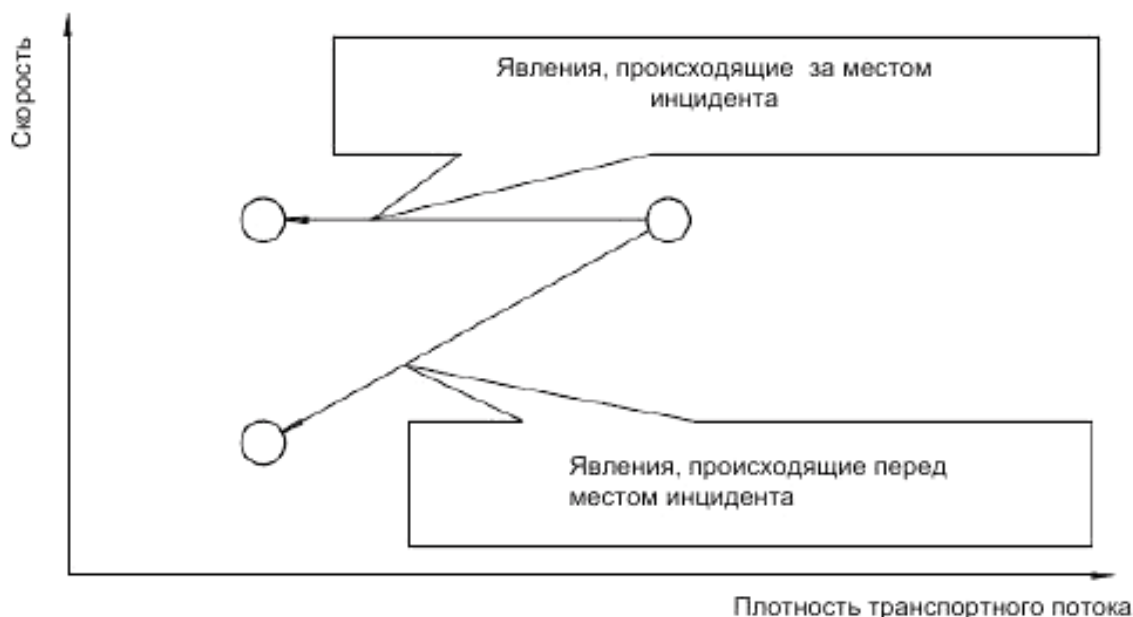 Скорость
Явления, происходящие за местом
инцидента
Явления, происходящие перед
местом инцидента
Плотность транспортного потока